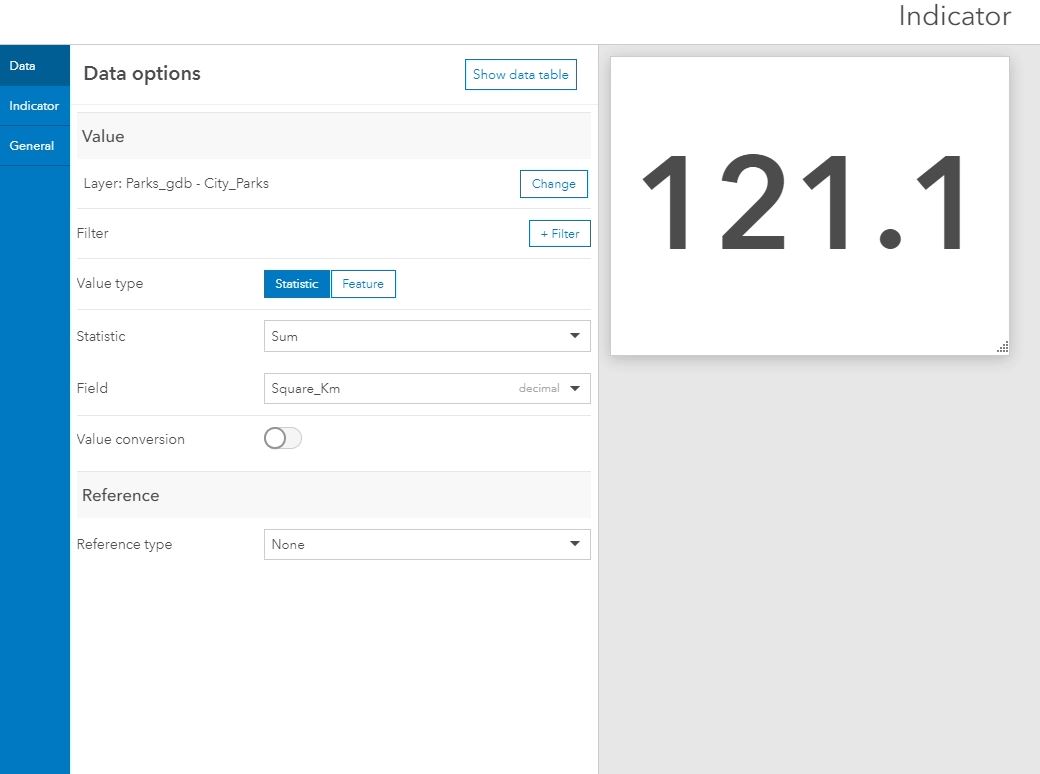 Indicator
Data
Indicator
General
Data options
Show data table
Value
Layer: Parks_gdb - City_Parks
Change
Filter
+ Filter
Value type
Statistic
Feature
Statistic
Sum
Field
Square_Km
decimal
Value conversion
Reference
Reference type
None
121.1